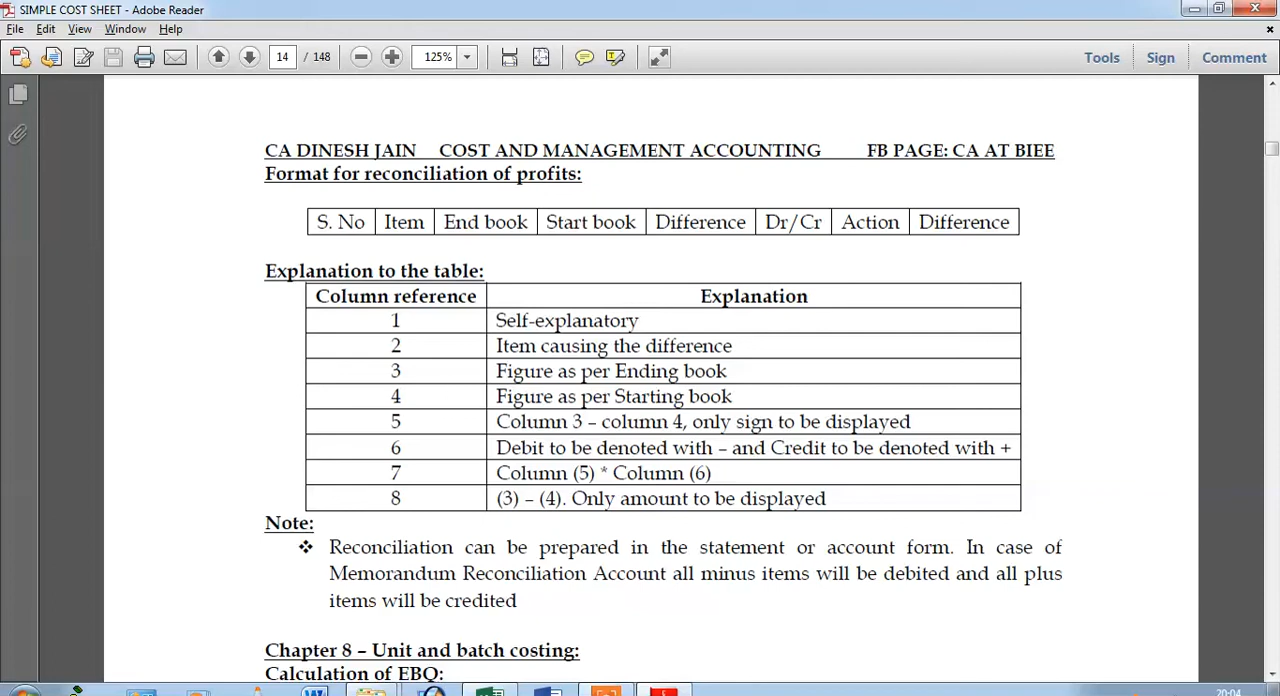 SIMPLE COST SHEET - Adobe Reader
File Edit View Window Help
14 / 148 125% Tools Sign Comment
CA DINESH JAIN COST AND MANAGEMENT ACCOUNTING FB PAGE: CA AT BIEE
Format for reconciliation of profits:
S. No Item End book Start book Difference Dr/Cr Action Difference
Explanation to the table:
Column reference Explanation
1 Self-explanatory
2 Item causing the difference
3 Figure as per Ending book
4 Figure as per Starting book
5 Column 3 – column 4, only sign to be displayed
6 Debit to be denoted with – and Credit to be denoted with +
7 Column (5) * Column (6)
8 (3) – (4). Only amount to be displayed
Note:
❖ Reconciliation can be prepared in the statement or account form. In case of
Memorandum Reconciliation Account all minus items will be debited and all plus
items will be credited
Chapter 8 – Unit and batch costing:
Calculation of EBQ:
20:04